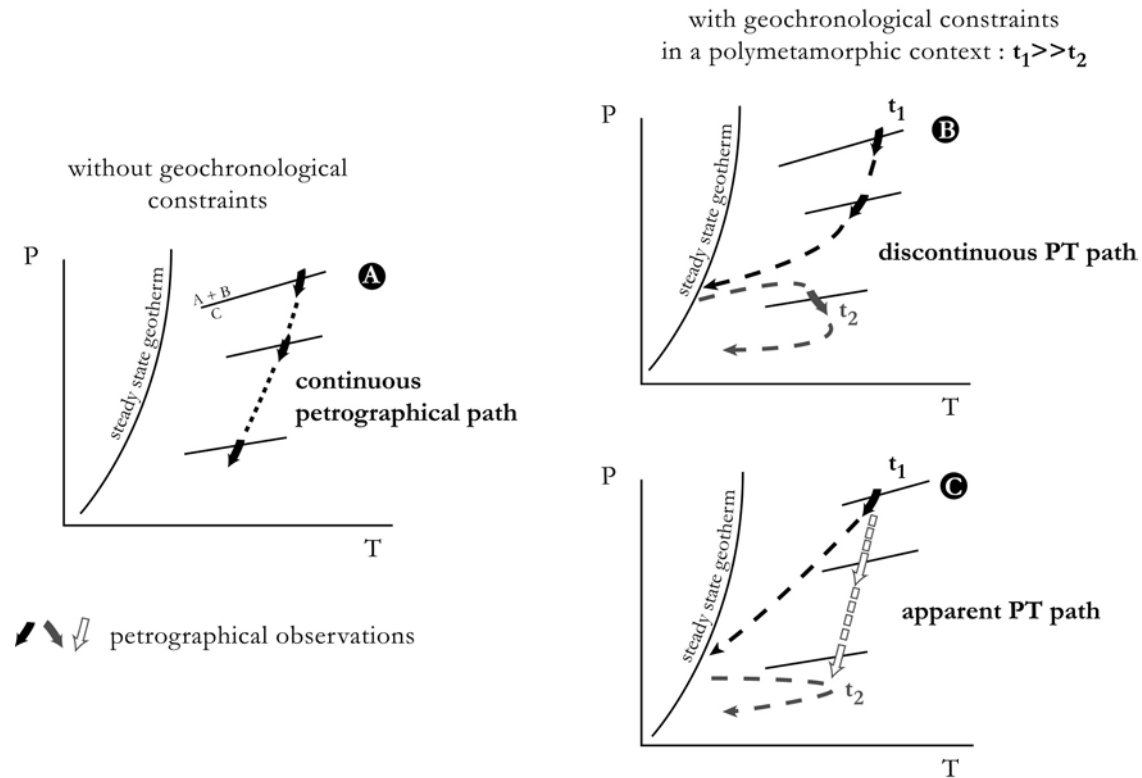 with geochronological constraints
in a polymetamorphic context : t1>>t2
without geochronological
constraints
P
steady state geotherm
A + B
C
A
continuous
petrographical path
T
petrographical observations
P
steady state geotherm
t1
B
discontinuous PT path
t2
T
P
steady state geotherm
t1
C
apparent PT path
t2
T